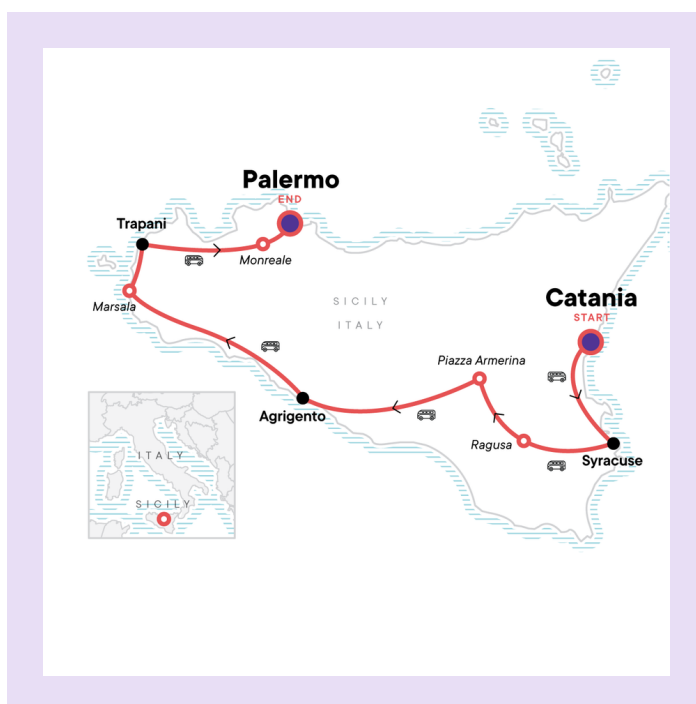 Palermo
END
Trapani
Monreale
Catania
START
Marsala
SICILY
ITALY
Piazza Armerina
Agrigento
Ragusa
Syracuse
ITALY
SICILY